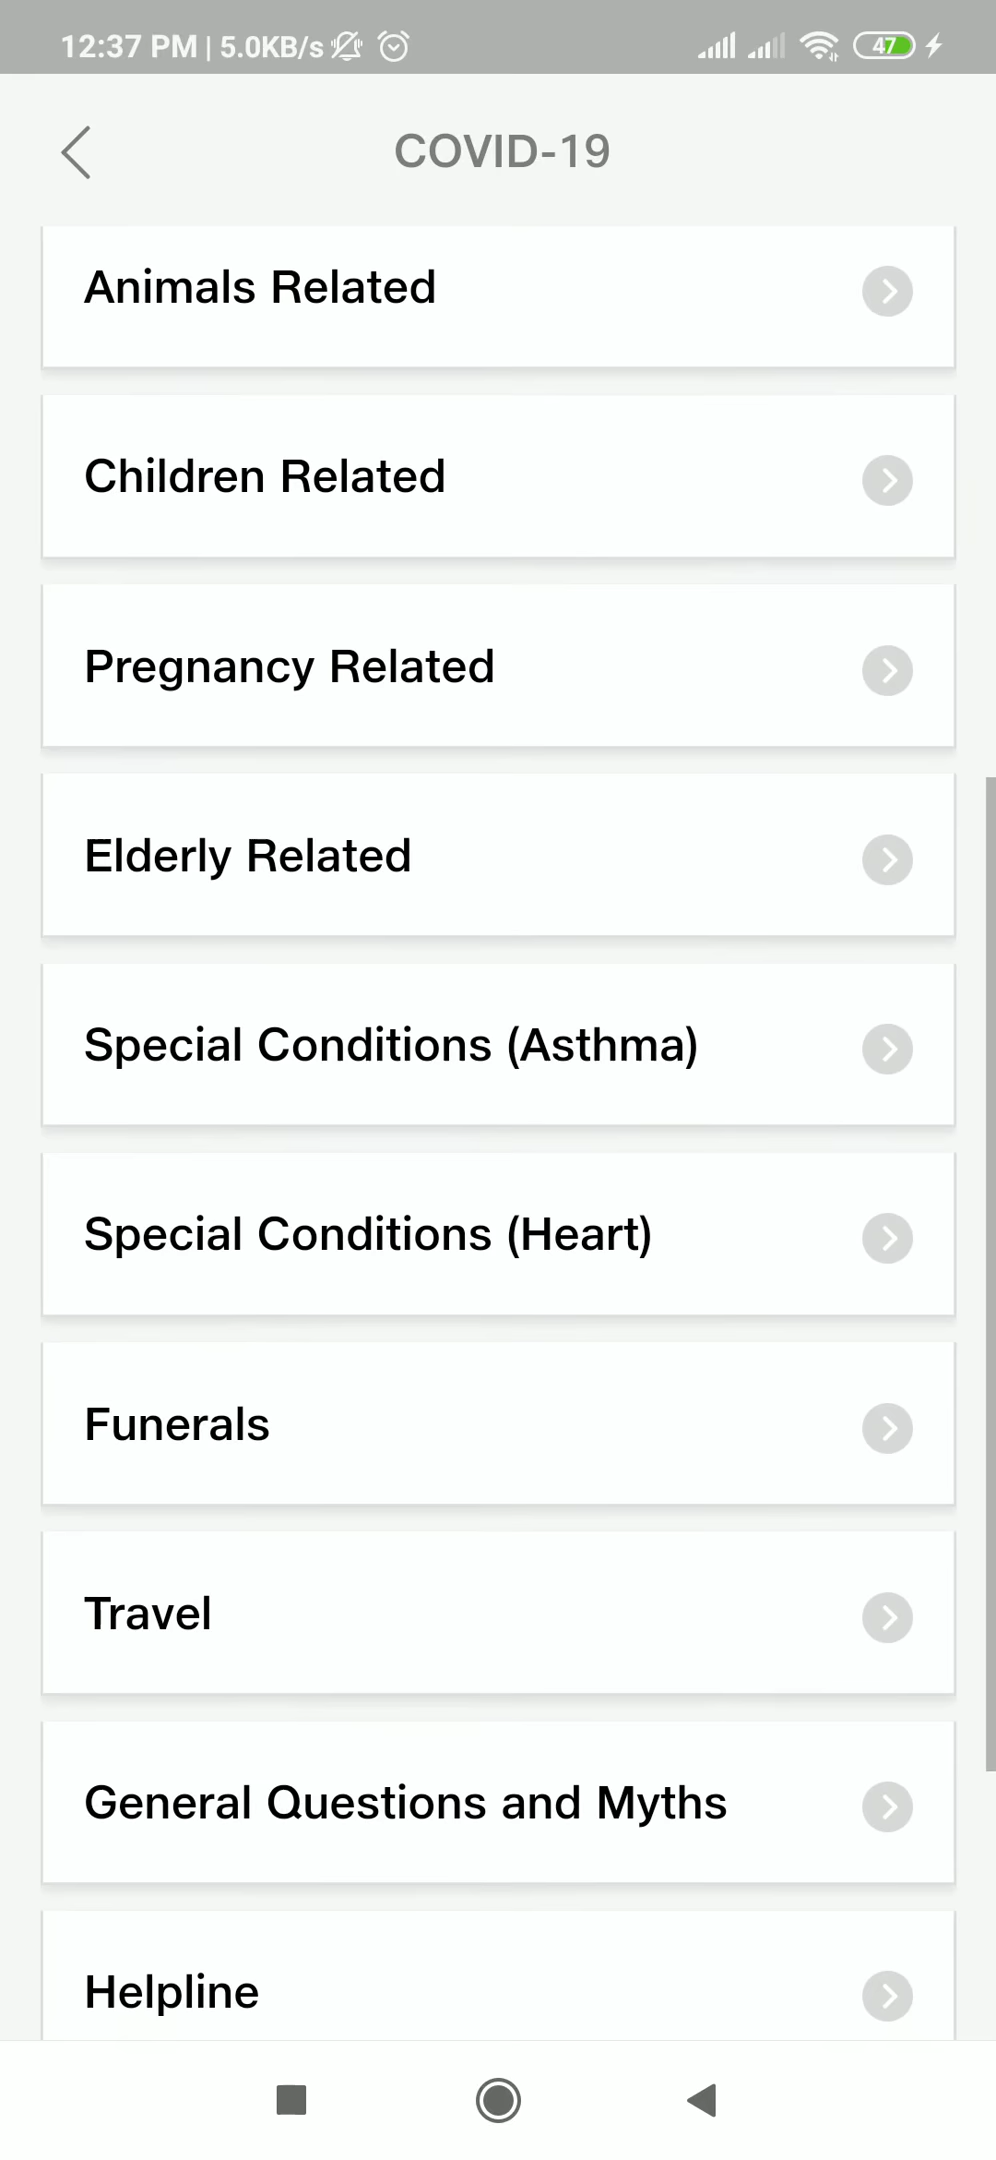 12:37 PM | 5.0KB/s 47
COVID-19
Animals Related
Children Related
Pregnancy Related
Elderly Related
Special Conditions (Asthma)
Special Conditions (Heart)
Funerals
Travel
General Questions and Myths
Helpline